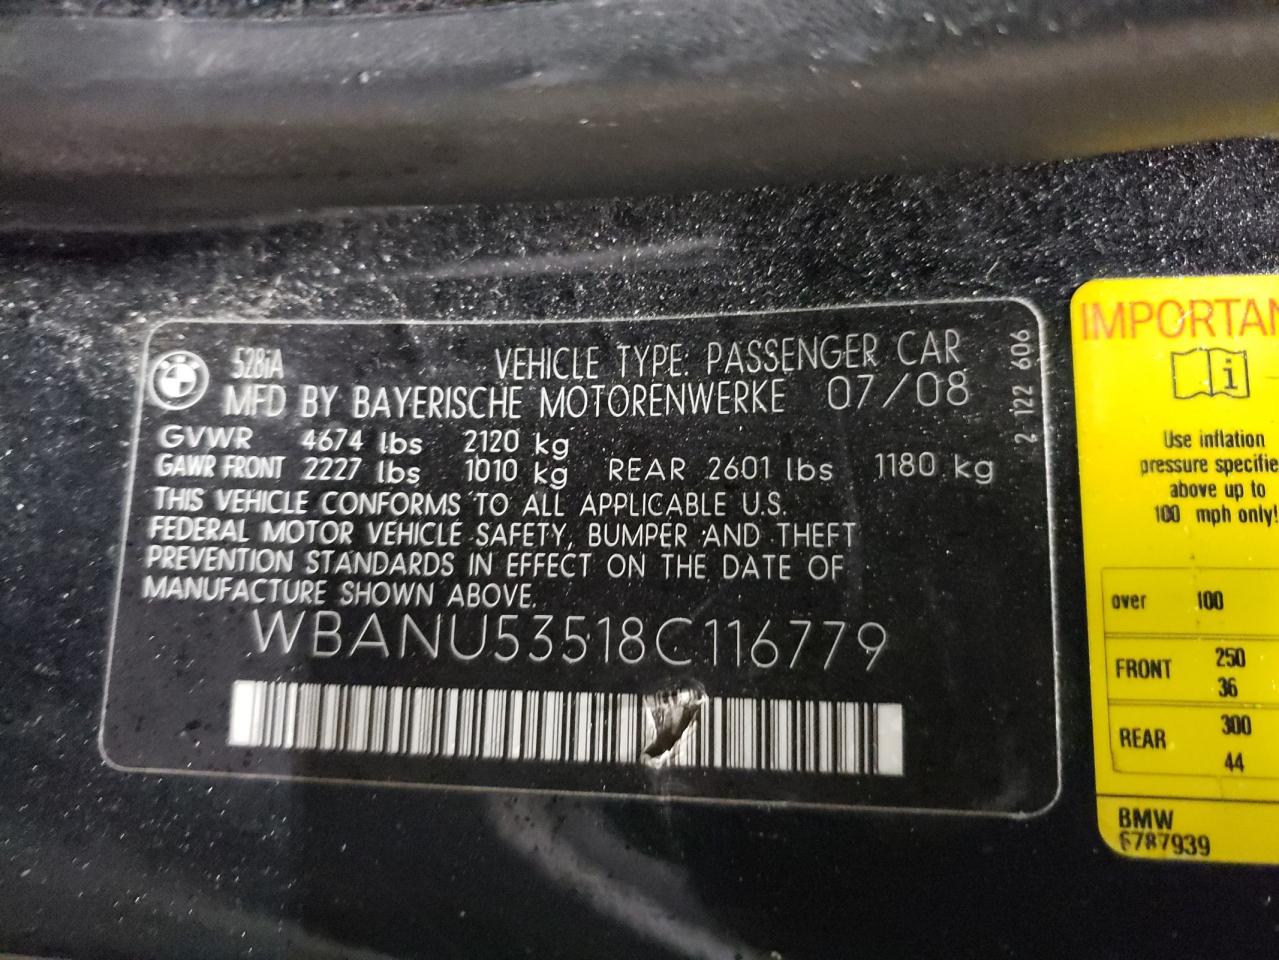 528iA
VEHICLE TYPE: PASSENGER CAR
MFD BY BAYERISCHE MOTORENWERKE 07/08
GVWR 4674 lbs 2120 kg
GAWR FRONT 2227 lbs 1010 kg REAR 2601 lbs 1180 kg
THIS VEHICLE CONFORMS TO ALL APPLICABLE U.S.
FEDERAL MOTOR VEHICLE SAFETY, BUMPER AND THEFT
PREVENTION STANDARDS IN EFFECT ON THE DATE OF
MANUFACTURE SHOWN ABOVE.
WBANU53518C116779
2 122 606
IMPORTAN
i
Use inflation
pressure specifie
above up to
100 mph only!
over 100
FRONT 250
36
REAR 300
44
BMW
6787939